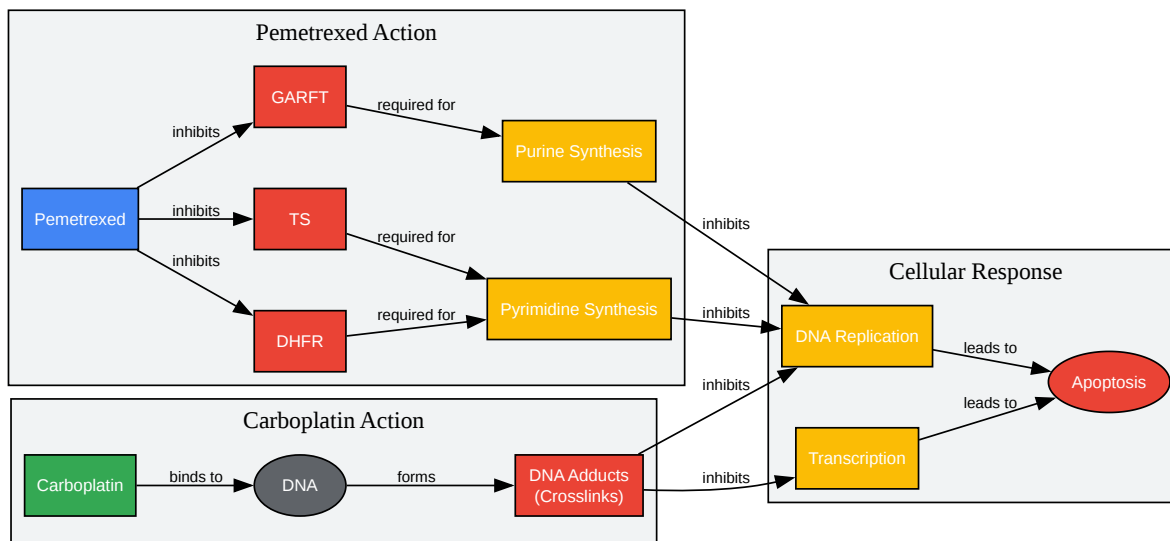 Pemetrexed Action
GARFT
required for
inhibits
Purine Synthesis
Pemetrexed
inhibits
TS
inhibits
required for
inhibits
Pyrimidine Synthesis
inhibits
DHFR
required for
Cellular Response
DNA Replication
leads to
Apoptosis
inhibits
leads to
Transcription
Carboplatin Action
Carboplatin
binds to
DNA
forms
DNA Adducts
(Crosslinks)
inhibits